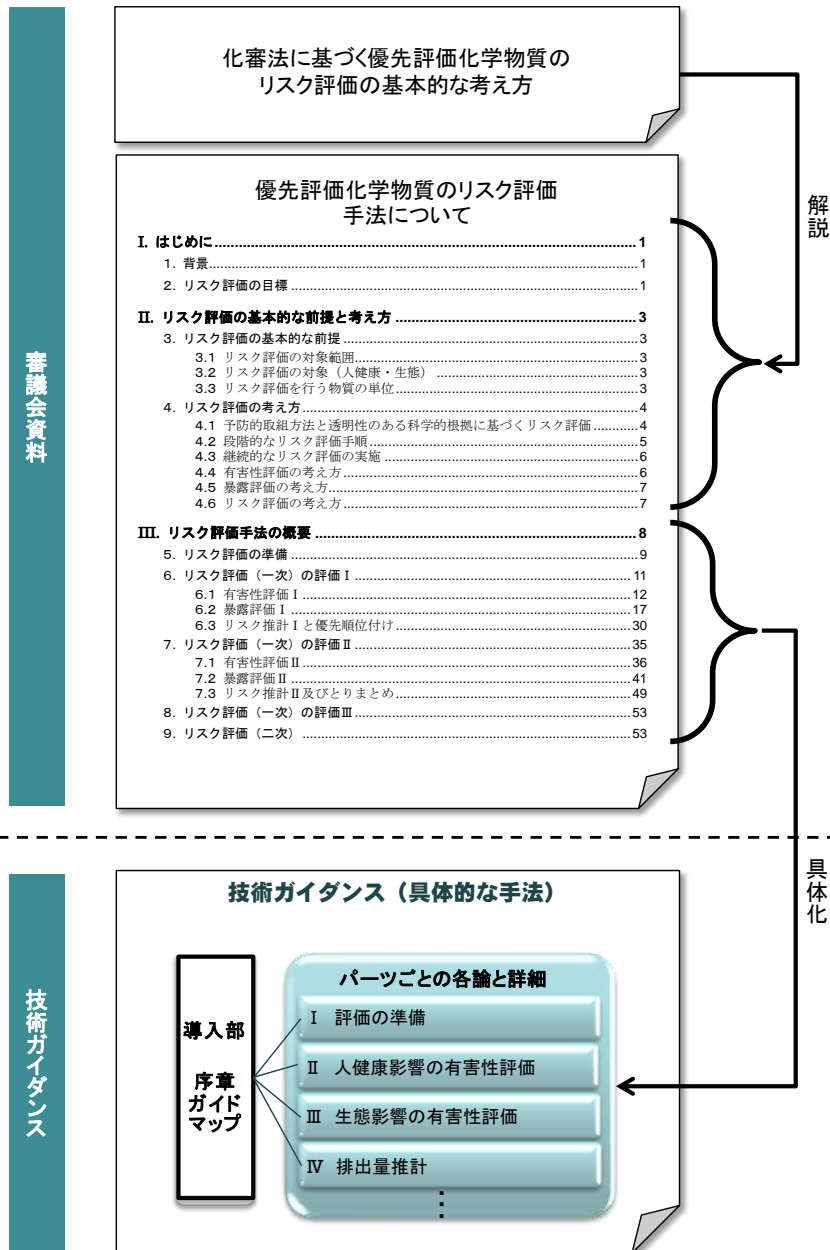 化審法に基づく優先評価化学物質の
リスク評価の基本的な考え方
解説
審議会資料
優先評価化学物質のリスク評価
手法について
I. はじめに 1
1. 背景 1
2. リスク評価の目標 1
Ⅱ. リスク評価の基本的な前提と考え方 3
3. リスク評価の基本的な前提 3
3.1 リスク評価の対象範囲 3
3.2 リスク評価の対象（人健康・生態） 3
3.3 リスク評価を行う物質の単位 3
4. リスク評価の考え方 4
4.1 予防的取組方法と透明性のある科学的根拠に基づくリスク評価 4
4.2 段階的なリスク評価手順 5
4.3 継続的なリスク評価の実施 6
4.4 有害性評価の考え方 6
4.5 暴露評価の考え方 7
4.6 リスク評価の考え方 7
Ⅲ. リスク評価手法の概要 8
5. リスク評価の準備 9
6. リスク評価（一次）の評価Ⅰ 11
6.1 有害性評価Ⅰ 12
6.2 暴露評価Ⅰ 17
6.3 リスク推計Ⅰと優先順位付け 30
7. リスク評価（一次）の評価Ⅱ 35
7.1 有害性評価Ⅱ 36
7.2 暴露評価Ⅱ 41
7.3 リスク推計Ⅱ及びとりまとめ 49
8. リスク評価（一次）の評価Ⅲ 53
9. リスク評価（二次） 53
具体化
技術ガイダンス
技術ガイダンス（具体的な手法）
導入部
序章
ガイド
マップ
パーツごとの各論と詳細
Ⅰ 評価の準備
Ⅱ 人健康影響の有害性評価
Ⅲ 生態影響の有害性評価
Ⅳ 排出量推計
⋮